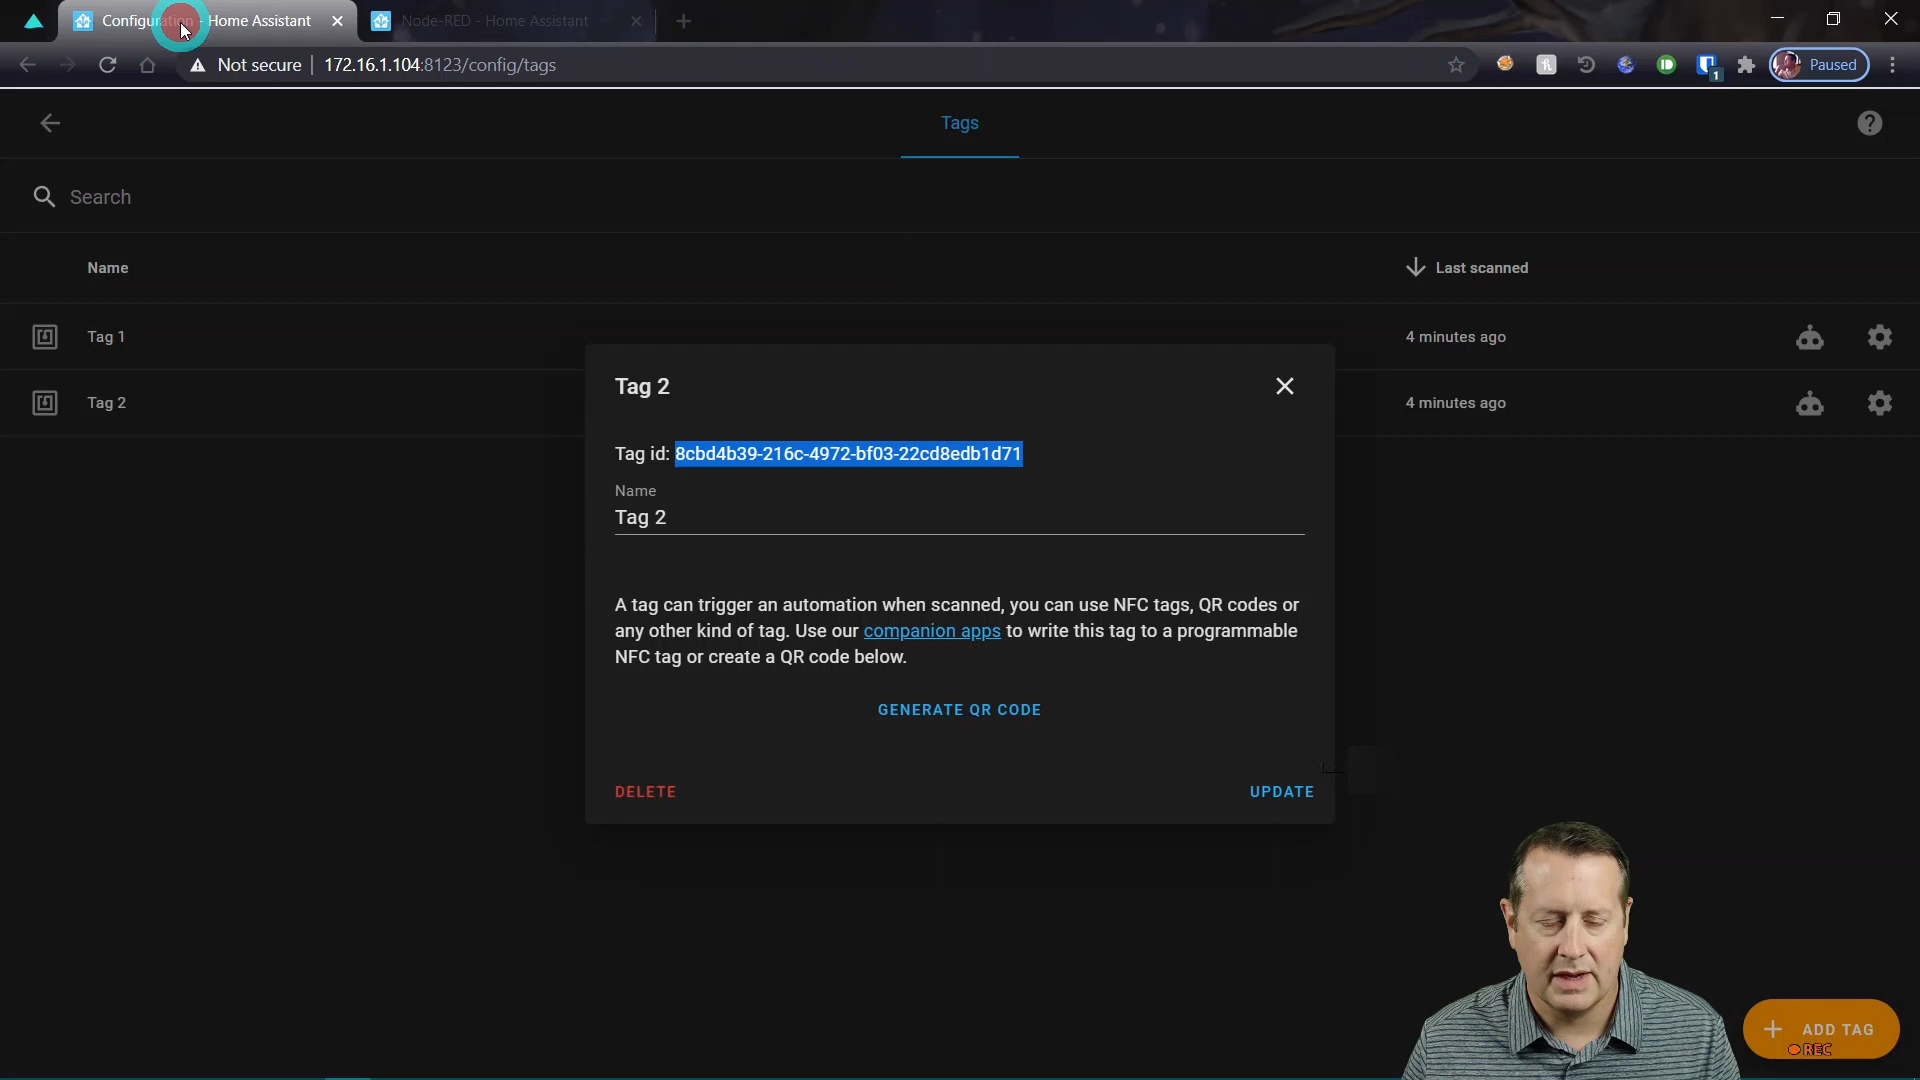 Configuration - Home Assistant
Node-RED - Home Assistant
Not secure
172.16.1.104:8123/config/tags
1
Paused
Tags
Search
Name
Last scanned
Tag 1
4 minutes ago
Tag 2
4 minutes ago
Tag 2
Tag id: 8cbd4b39-216c-4972-bf03-22cd8edb1d71
Name
Tag 2
A tag can trigger an automation when scanned, you can use NFC tags, QR codes or
any other kind of tag. Use our companion apps to write this tag to a programmable
NFC tag or create a QR code below.
GENERATE QR CODE
DELETE
UPDATE
ADD TAG
REC